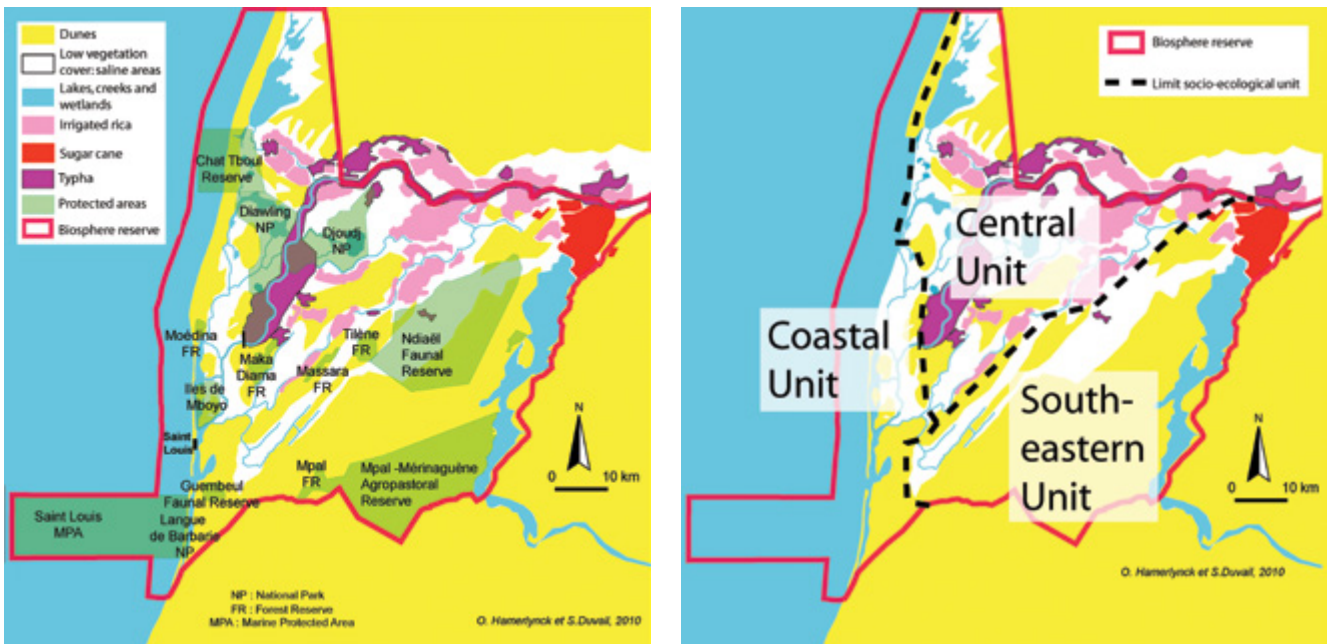 Dunes
Low vegetation
cover: saline areas
Lakes, creeks and
wetlands
Irrigated rica
Sugar cane
Typha
Protected areas
Biosphere reserve
Chat Tboul
Reserve
Diawling
NP
Djoudj
NP
Moédina
FR
Maka
Diama
FR
Tilène
FR
Massara
FR
Ndiaël
Faunal
Reserve
Iles de
Mboyo
Saint
Louis
Mpal
FR
Mpal -Mérinaguène
Agropastoral
Reserve
Guembeul
Faunal Reserve
Langue
de Barbarie
NP
Saint Louis
MPA
N
0 10 km
NP : National Park
FR : Forest Reserve
MPA : Marine Protected Area
O. Hamerlynck et S.Duvail, 2010
Biosphere reserve
Limit socio-ecological unit
Central
Unit
Coastal
Unit
South-
eastern
Unit
N
0 10 km
O. Hamerlynck et S.Duvail, 2010